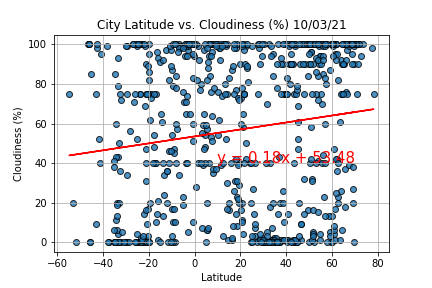 City Latitude vs. Cloudiness (%) 10/03/21
100
80
60
40
20
0
Cloudiness (%)
y = 0.18x + 53.48
−60 −40 −20 0 20 40 60 80
Latitude